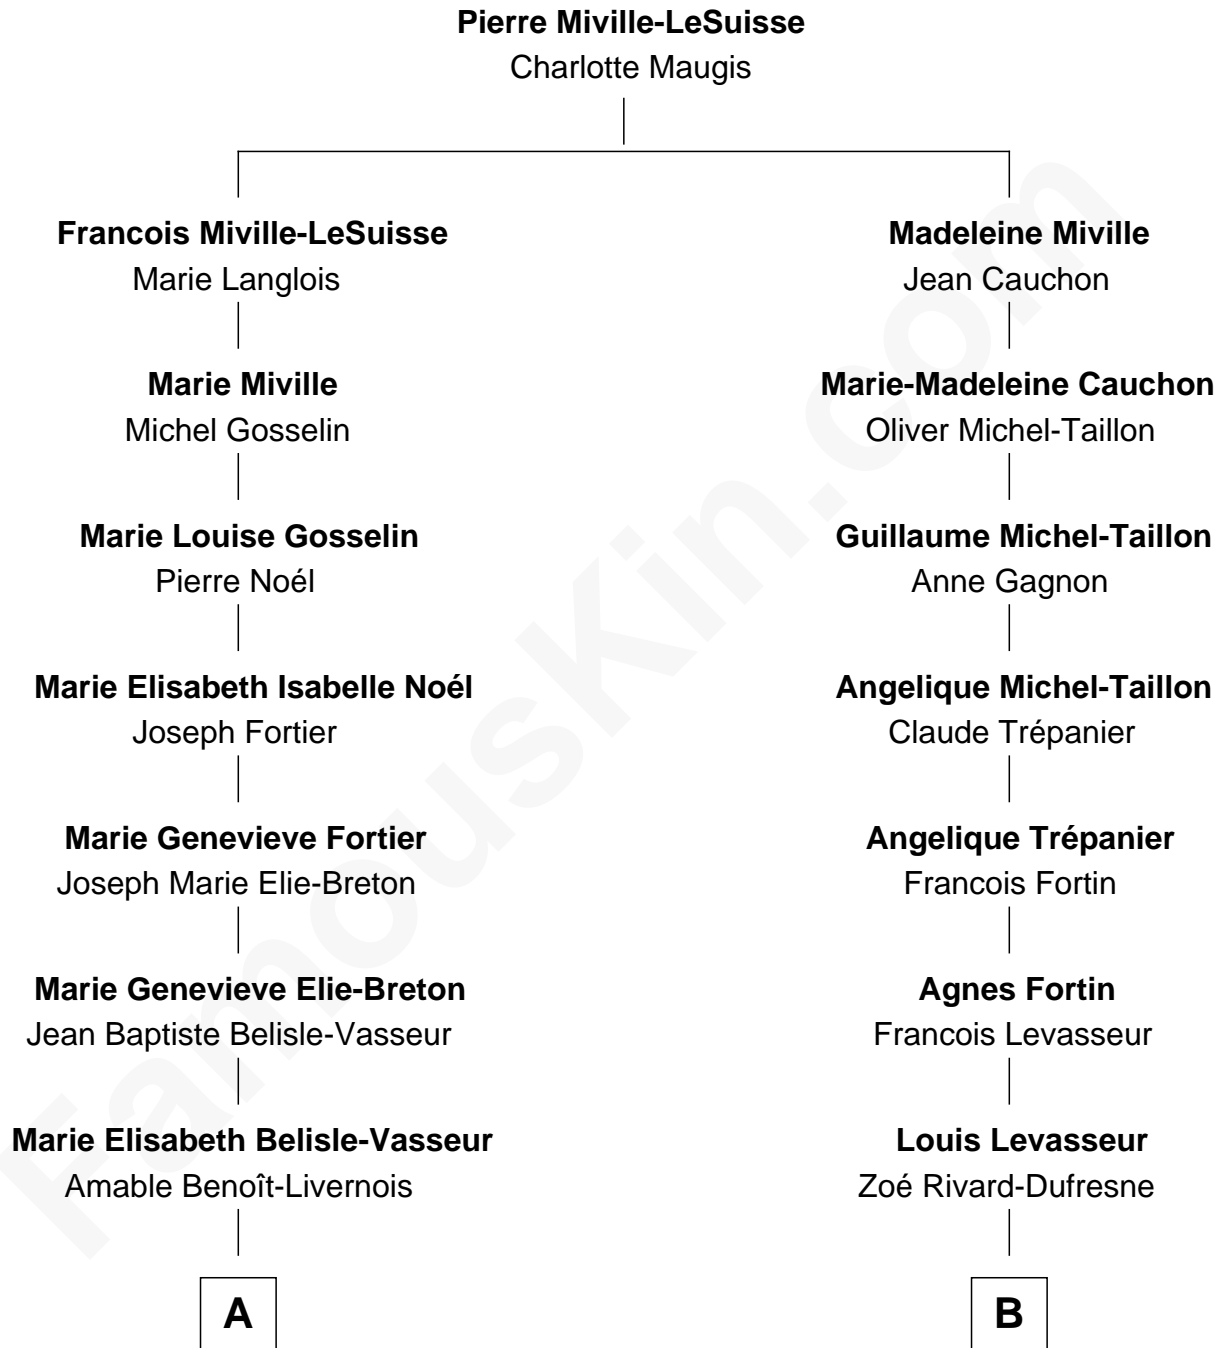 Pierre Miville-LeSuisse
Charlotte Maugis
Francois Miville-LeSuisse
Marie Langlois
Marie Miville
Michel Gosselin
Marie Louise Gosselin
Pierre Noél
Marie Elisabeth Isabelle Noél
Joseph Fortier
Marie Genevieve Fortier
Joseph Marie Elie-Breton
Marie Genevieve Elie-Breton
Jean Baptiste Belisle-Vasseur
Marie Elisabeth Belisle-Vasseur
Amable Benoît-Livernois
A
Madeleine Miville
Jean Cauchon
Marie-Madeleine Cauchon
Oliver Michel-Taillon
Guillaume Michel-Taillon
Anne Gagnon
Angelique Michel-Taillon
Claude Trépanier
Angelique Trépanier
Francois Fortin
Agnes Fortin
Francois Levasseur
Louis Levasseur
Zoé Rivard-Dufresne
B
FamousKin.com